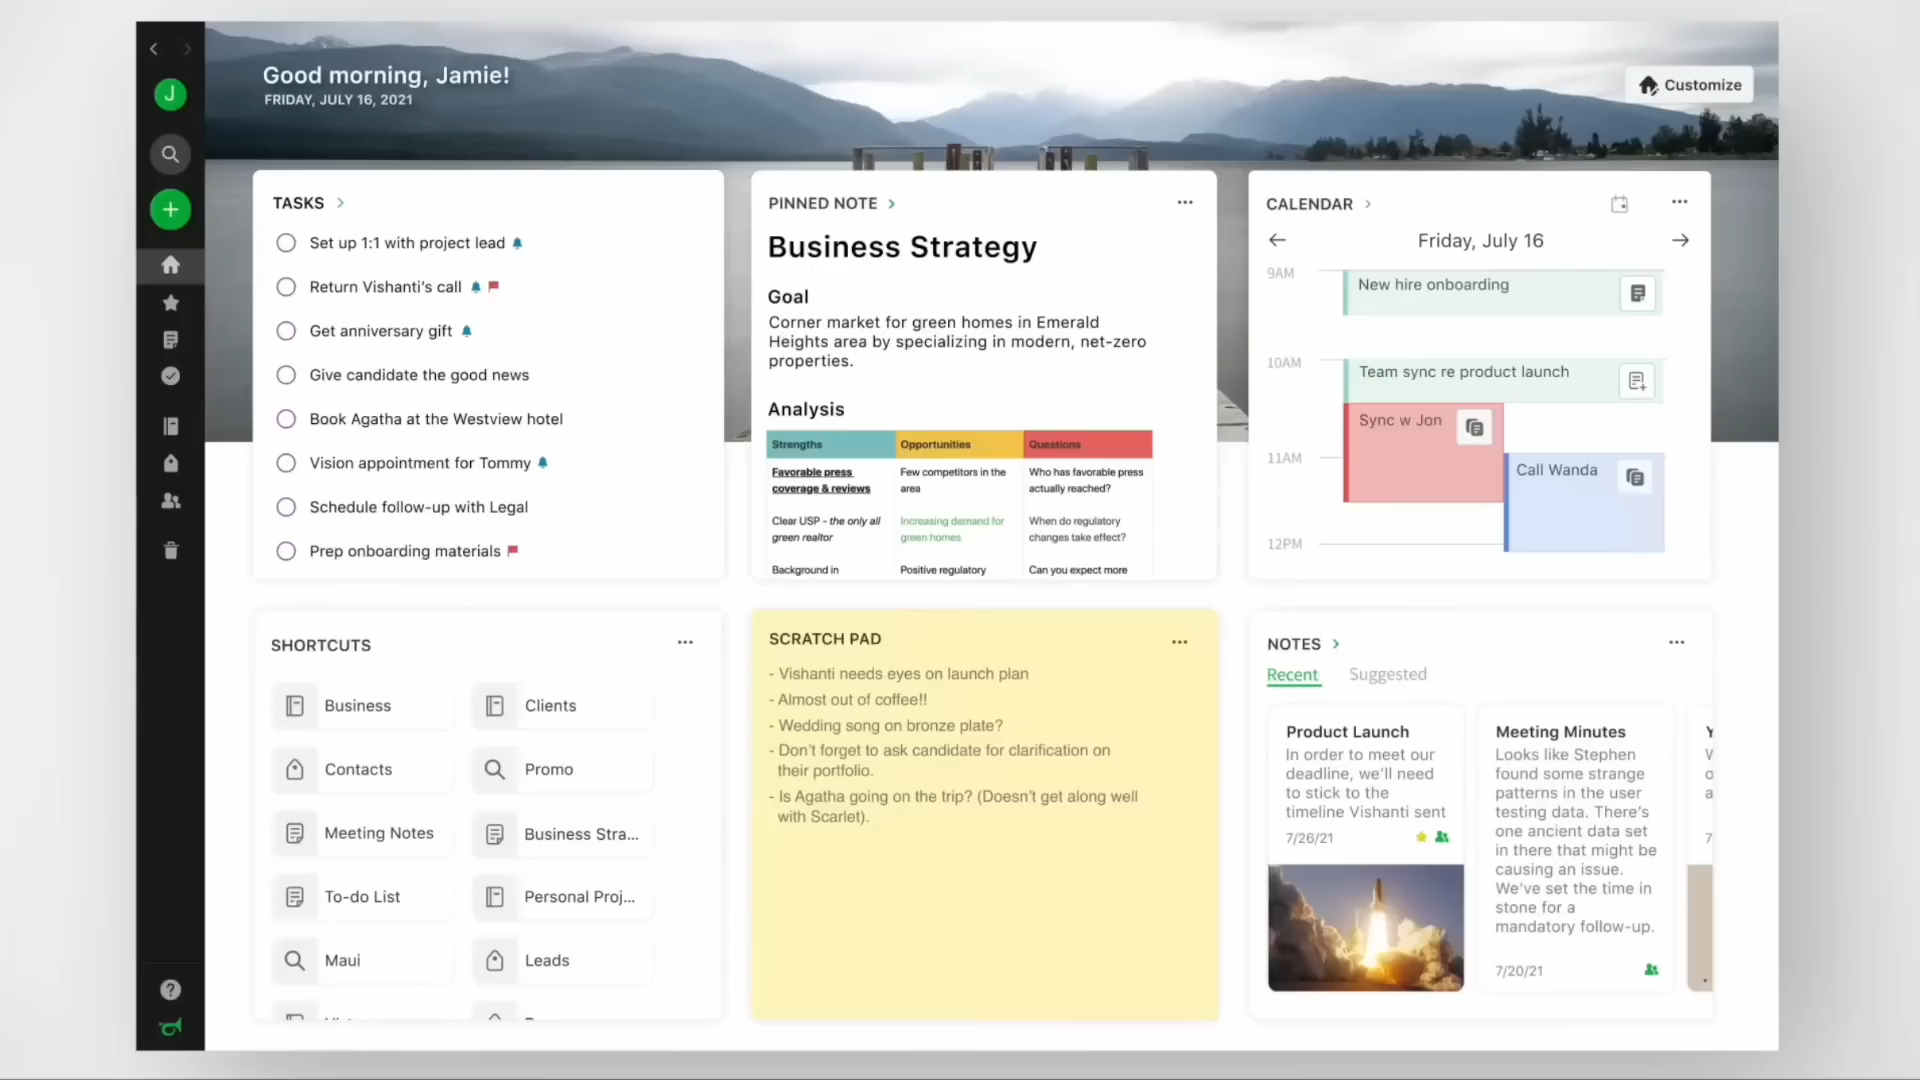 Good morning, Jamie!
FRIDAY, JULY 16, 2021
Customize
J
TASKS
Set up 1:1 with project lead
Return Vishanti's call
Get anniversary gift
Give candidate the good news
Book Agatha at the Westview hotel
Vision appointment for Tommy
Schedule follow-up with Legal
Prep onboarding materials
PINNED NOTE
Business Strategy
Goal
Corner market for green homes in Emerald
Heights area by specializing in modern, net-zero
properties.
Analysis
Strengths
Opportunities
Questions
Favorable press
coverage & reviews
Few competitors in the
area
Who has favorable press
actually reached?
Clear USP - the only all
green realtor
Increasing demand for
green homes
When do regulatory
changes take effect?
Background in
Positive regulatory
Can you expect more
CALENDAR
Friday, July 16
9AM
New hire onboarding
10AM
Team sync re product launch
Sync w Jon
11AM
Call Wanda
12PM
SHORTCUTS
Business
Clients
Contacts
Promo
Meeting Notes
Business Stra...
To-do List
Personal Proj...
Maui
Leads
SCRATCH PAD
- Vishanti needs eyes on launch plan
- Almost out of coffee!!
- Wedding song on bronze plate?
- Don't forget to ask candidate for clarification on
their portfolio.
- Is Agatha going on the trip? (Doesn't get along well
with Scarlet).
NOTES
Recent
Suggested
Product Launch
In order to meet our
deadline, we'll need
to stick to the
timeline Vishanti sent
7/26/21
Meeting Minutes
Looks like Stephen
found some strange
patterns in the user
testing data. There's
one ancient data set
in there that might be
causing an issue.
We've set the time in
stone for a
mandatory follow-up.
7/20/21